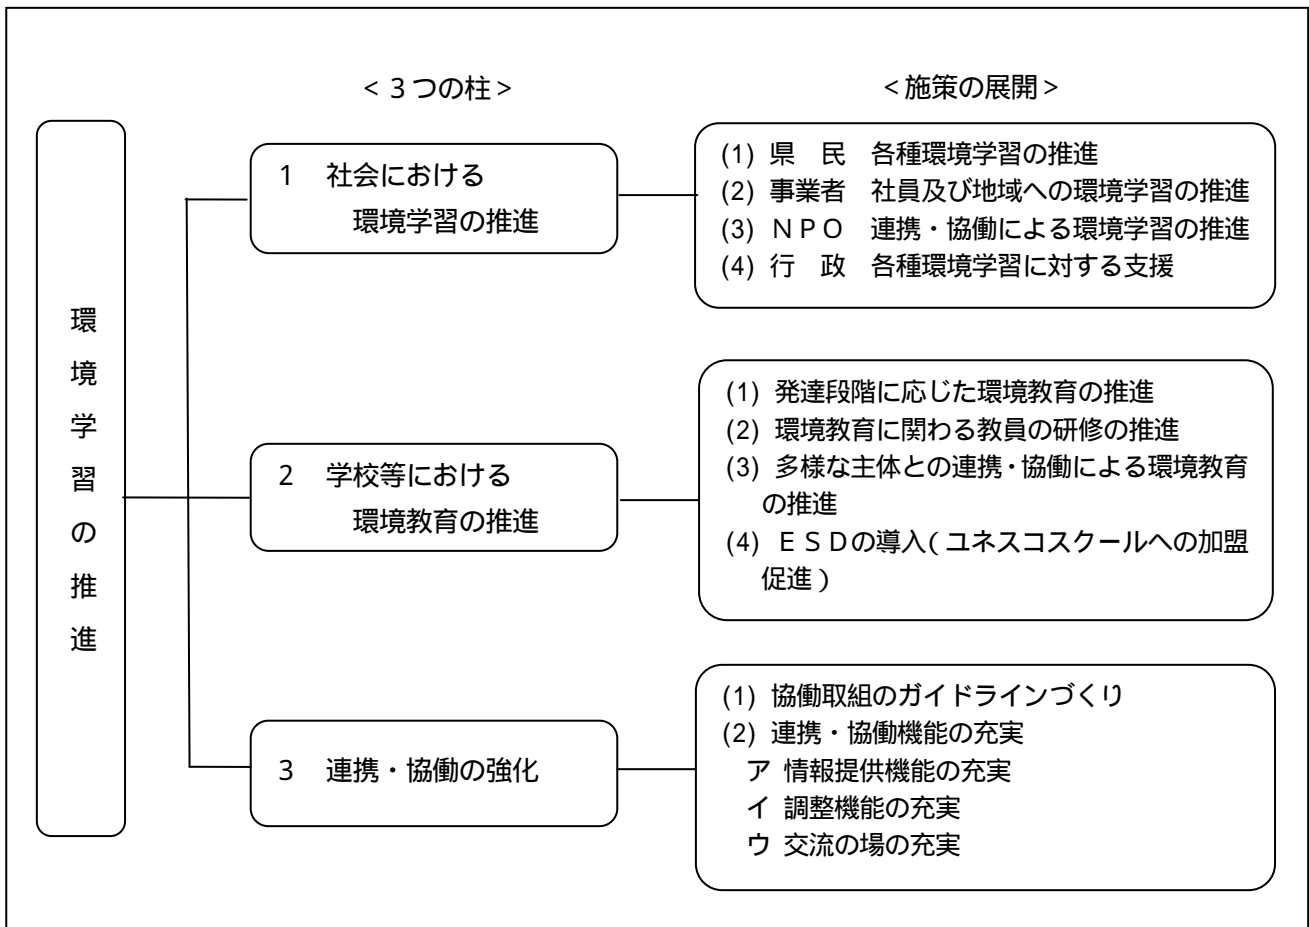 ＜３つの柱＞
＜施策の展開＞
環境学習の推進
1　社会における
環境学習の推進
(1) 県　民　各種環境学習の推進
(2) 事業者　社員及び地域への環境学習の推進
(3) ＮＰＯ　連携・協働による環境学習の推進
(4) 行　政　各種環境学習に対する支援
2　学校等における
環境教育の推進
(1) 発達段階に応じた環境教育の推進
(2) 環境教育に関わる教員の研修の推進
(3) 多様な主体との連携・協働による環境教育
の推進
(4) ＥＳＤの導入(ユネスコスクールへの加盟
促進)
3　連携・協働の強化
(1) 協働取組のガイドラインづくり
(2) 連携・協働機能の充実
ア 情報提供機能の充実
イ 調整機能の充実
ウ 交流の場の充実